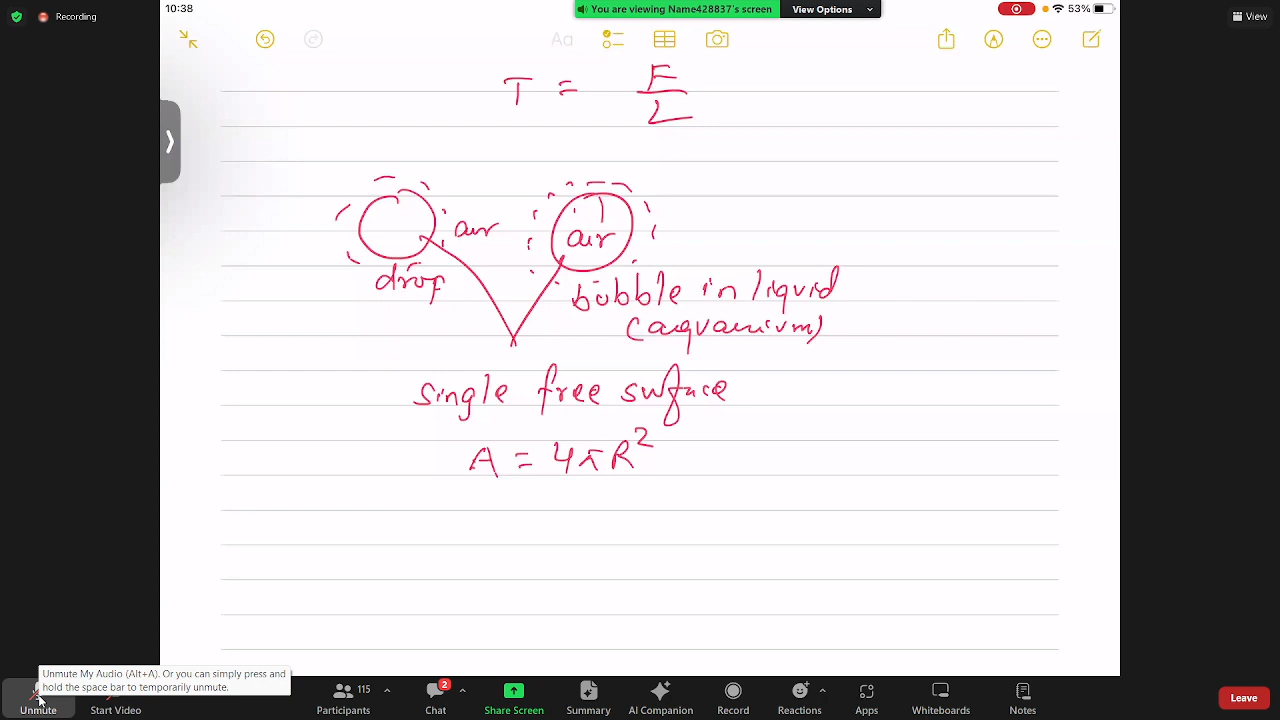 10:38
You are viewing Name428837's screen
View Options
53%
Recording
View
Aa
T = F/L
air
air
drop
bubble in liquid
(aquarium)
single free surface
A = 4πR²
Unmute My Audio (Alt+A). Or you can simply press and
hold the space bar to temporarily unmute.
Unmute
Start Video
Participants
115
Chat
2
Share Screen
Summary
AI Companion
Record
Reactions
Apps
Whiteboards
Notes
Leave